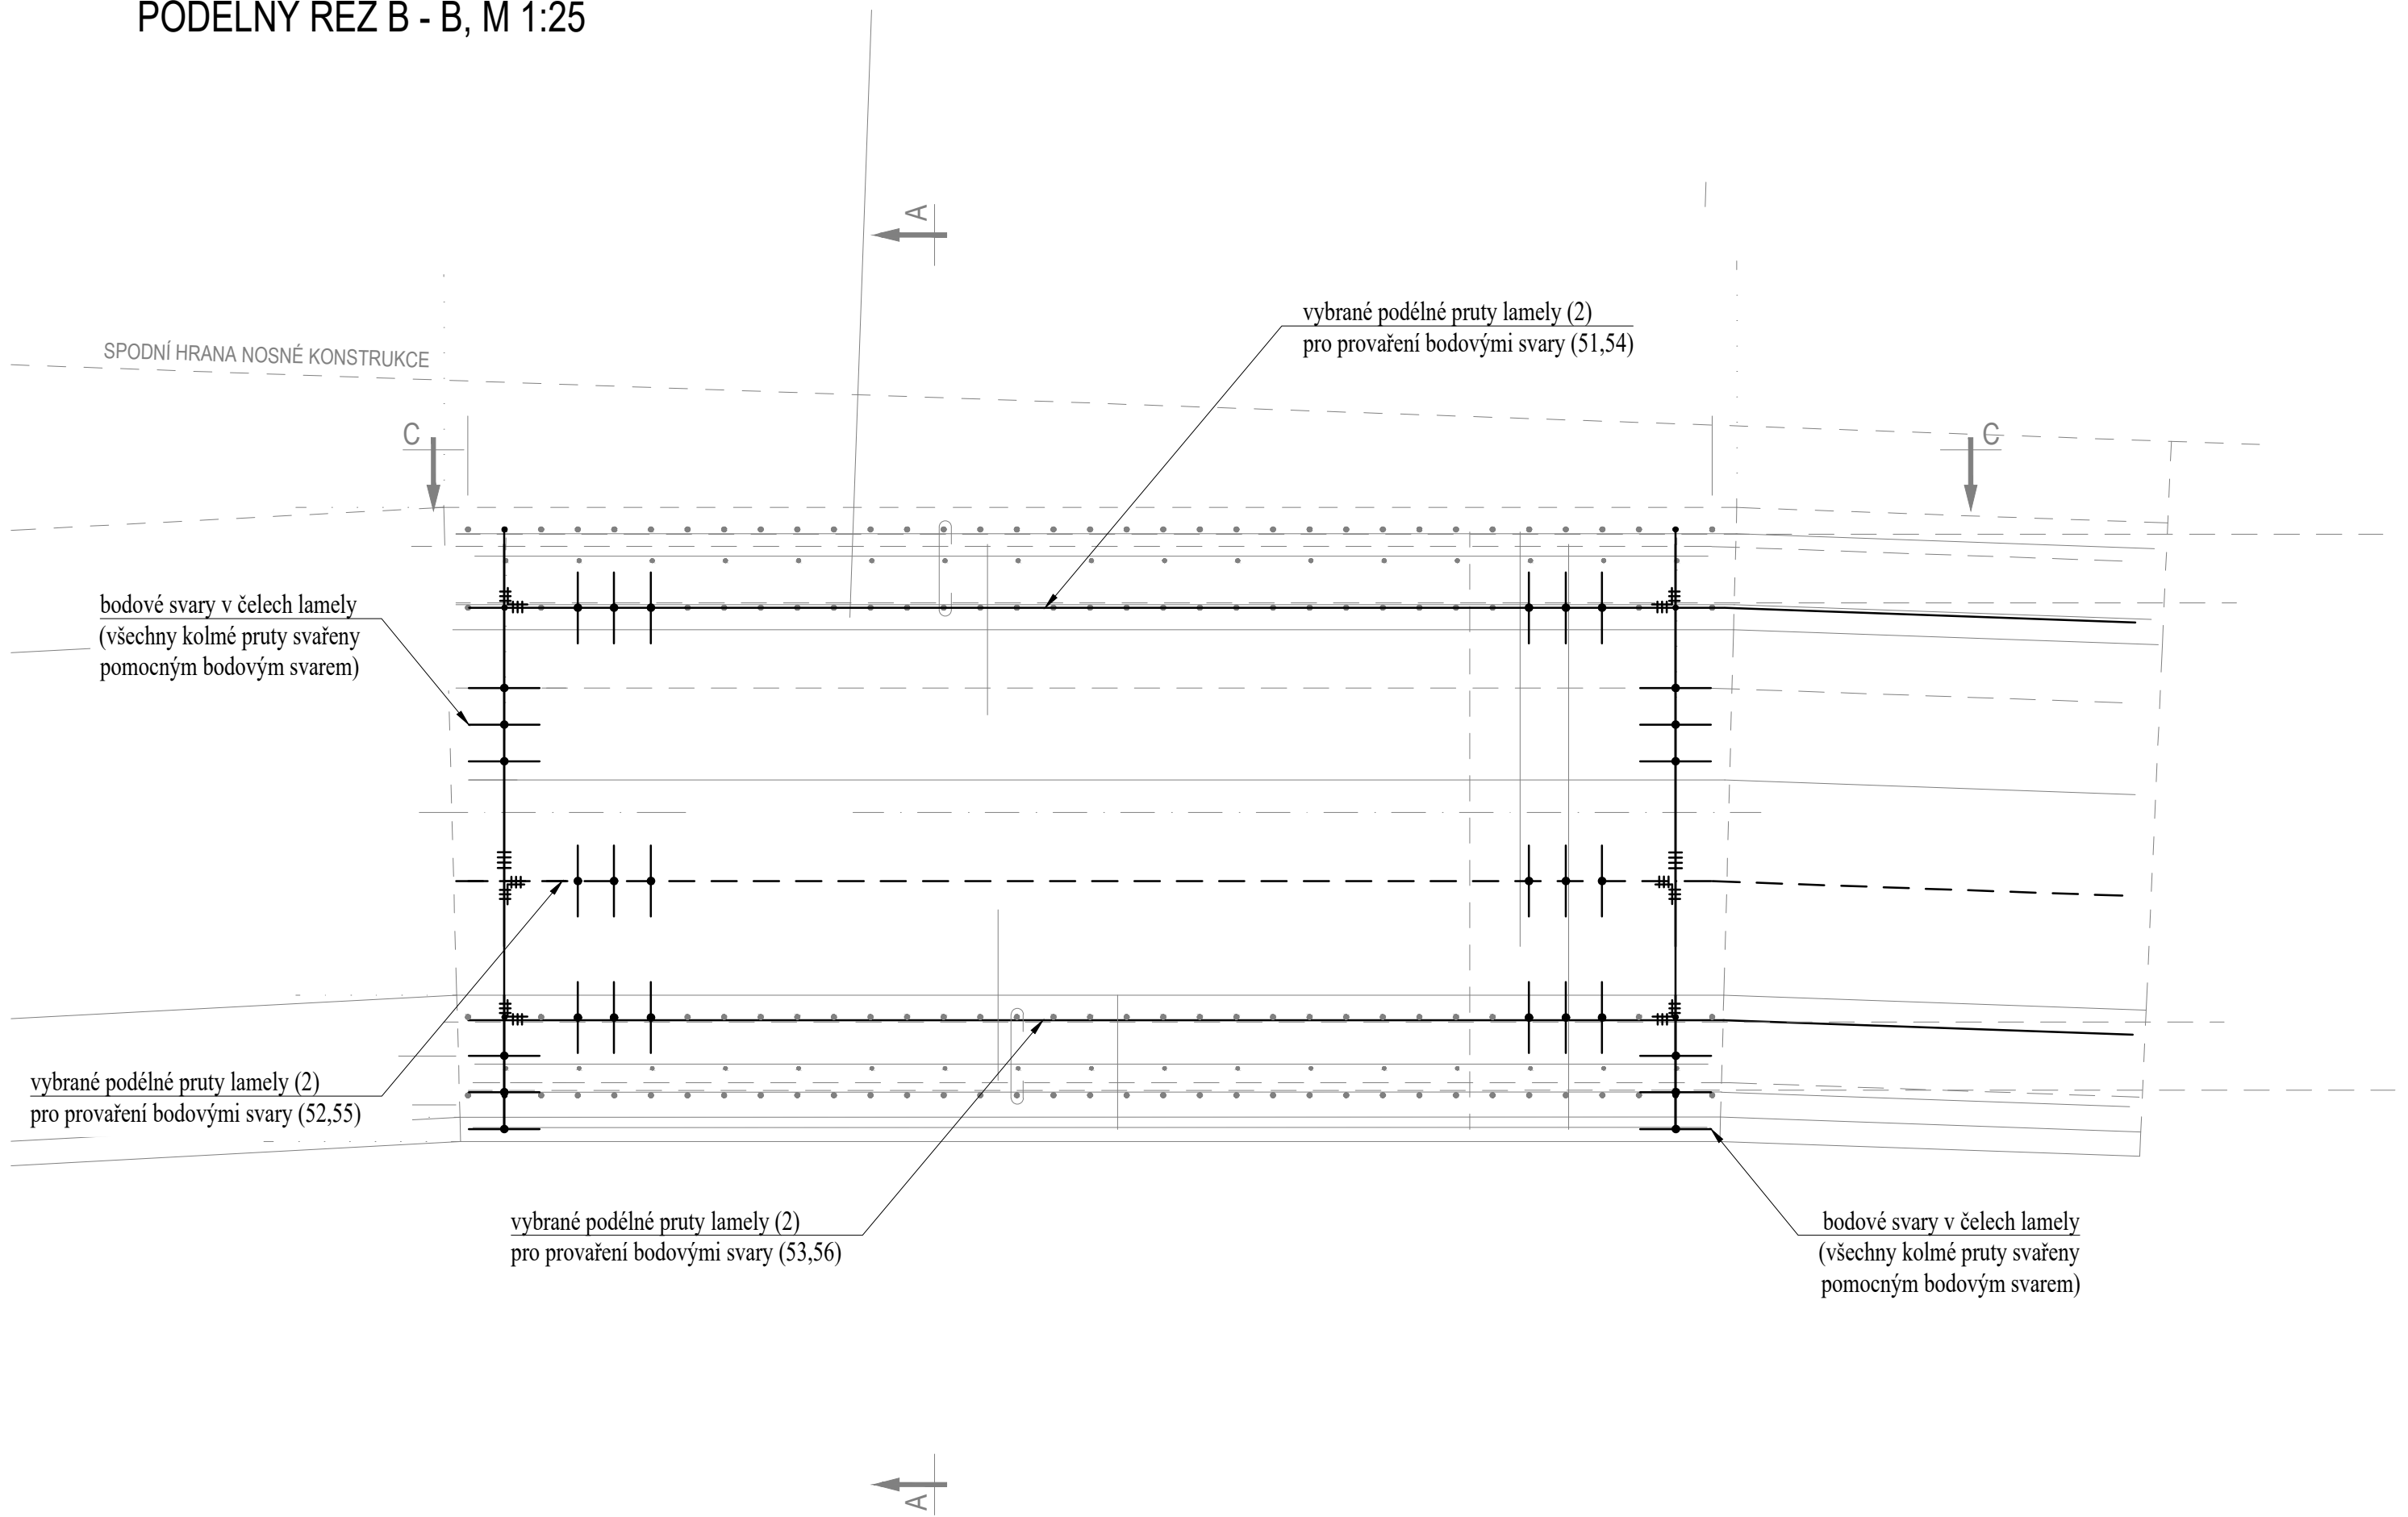 PODÉLNÝ ŘEZ B - B, M 1:25
A
vybrané podélné pruty lamely (2)
pro provaření bodovými svary (51,54)
SPODNÍ HRANA NOSNÉ KONSTRUKCE
C
C
bodové svary v čelech lamely
(všechny kolmé pruty svařeny
pomocným bodovým svarem)
vybrané podélné pruty lamely (2)
pro provaření bodovými svary (52,55)
vybrané podélné pruty lamely (2)
pro provaření bodovými svary (53,56)
bodové svary v čelech lamely
(všechny kolmé pruty svařeny
pomocným bodovým svarem)
A